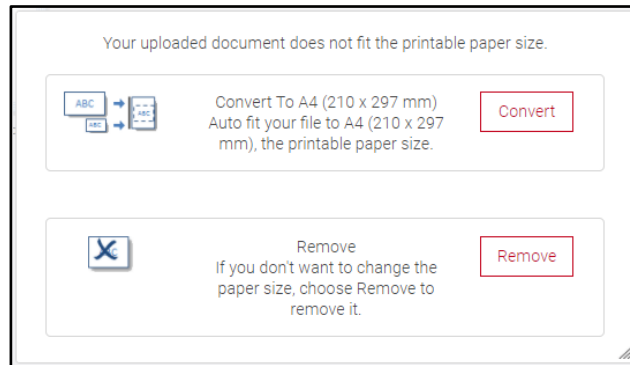 Your uploaded document does not fit the printable paper size.
ABC
ABC
ABC
Convert To A4 (210 x 297 mm)
Auto fit your file to A4 (210 x 297
mm), the printable paper size.
Convert
Remove
If you don't want to change the
paper size, choose Remove to
remove it.
Remove